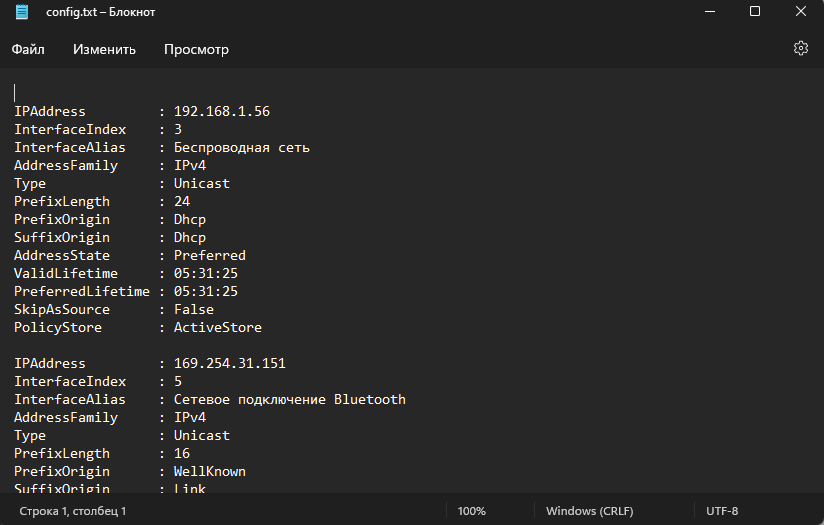 config.txt – Блокнот
Файл Изменить Просмотр
IPAddress : 192.168.1.56
InterfaceIndex : 3
InterfaceAlias : Беспроводная сеть
AddressFamily : IPv4
Type : Unicast
PrefixLength : 24
PrefixOrigin : Dhcp
SuffixOrigin : Dhcp
AddressState : Preferred
ValidLifetime : 05:31:25
PreferredLifetime : 05:31:25
SkipAsSource : False
PolicyStore : ActiveStore
IPAddress : 169.254.31.151
InterfaceIndex : 5
InterfaceAlias : Сетевое подключение Bluetooth
AddressFamily : IPv4
Type : Unicast
PrefixLength : 16
PrefixOrigin : WellKnown
SuffixOrigin : Link
Строка 1, столбец 1 100% Windows (CRLF) UTF-8